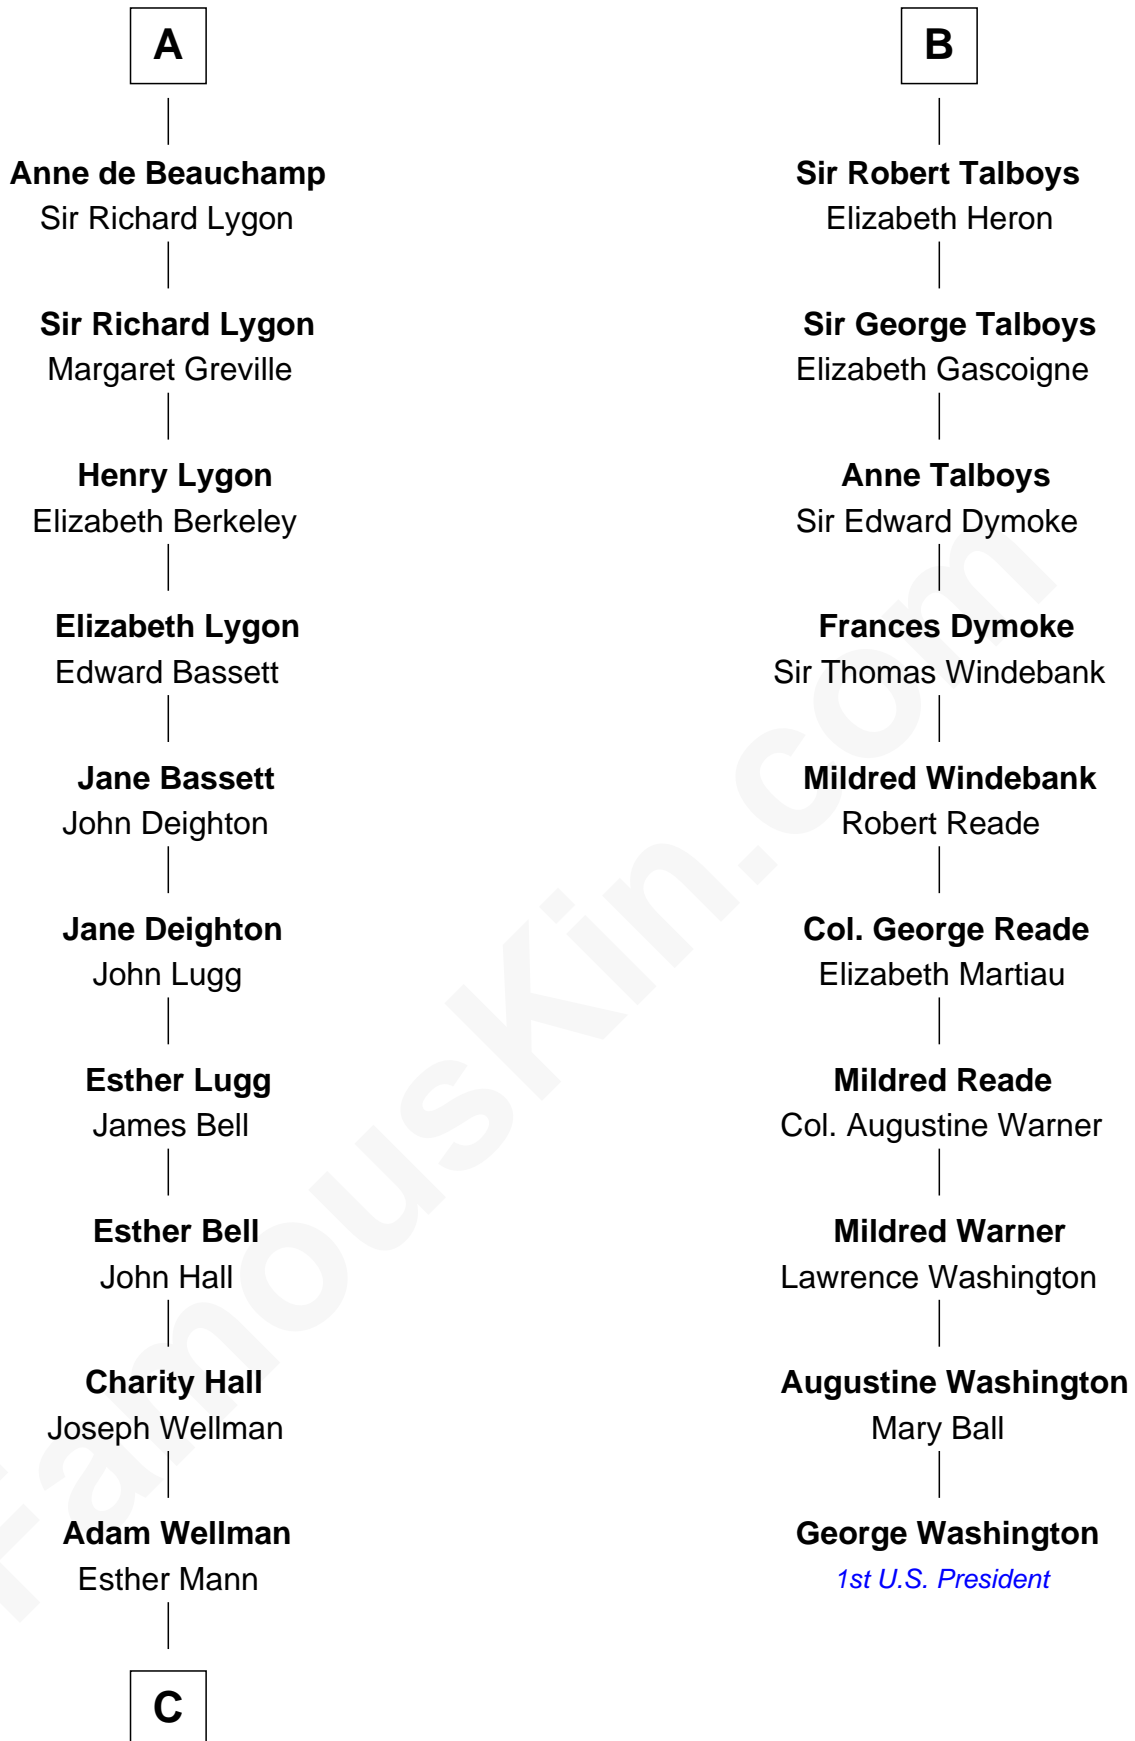 A
Anne de Beauchamp
Sir Richard Lygon
Sir Richard Lygon
Margaret Greville
Henry Lygon
Elizabeth Berkeley
Elizabeth Lygon
Edward Bassett
Jane Bassett
John Deighton
Jane Deighton
John Lugg
Esther Lugg
James Bell
Esther Bell
John Hall
Charity Hall
Joseph Wellman
Adam Wellman
Esther Mann
C
B
Sir Robert Talboys
Elizabeth Heron
Sir George Talboys
Elizabeth Gascoigne
Anne Talboys
Sir Edward Dymoke
Frances Dymoke
Sir Thomas Windebank
Mildred Windebank
Robert Reade
Col. George Reade
Elizabeth Martiau
Mildred Reade
Col. Augustine Warner
Mildred Warner
Lawrence Washington
Augustine Washington
Mary Ball
George Washington
1st U.S. President
FamousKin.com